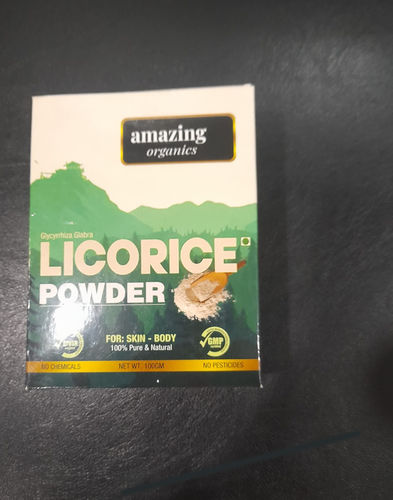 amazing
organics
Glycyrrhiza Glabra
LICORICE
POWDER
FOR: SKIN - BODY
100% Pure & Natural
GMP
NO CHEMICALS NET WT. 100GM NO PESTICIDES